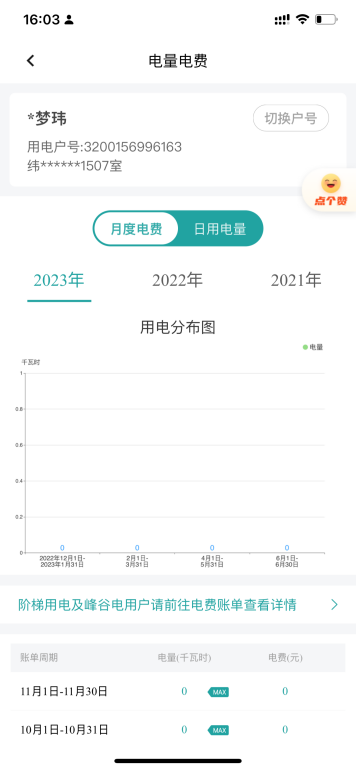 16:03
电量电费
*梦玮
切换户号
用电户号:3200156996163
纬******1507室
点个赞
月度电费
日用电量
2023年
2022年
2021年
用电分布图
电量
千瓦时
1
0.8
0.6
0.4
0.2
0
0
0
0
0
2022年12月1日-
2023年1月31日
2月1日-
3月31日
4月1日-
5月31日
6月1日-
6月30日
阶梯用电及峰谷电用户请前往电费账单查看详情
账单周期
电量(千瓦时)
电费(元)
11月1日-11月30日
0
MAX
0
10月1日-10月31日
0
MAX
0